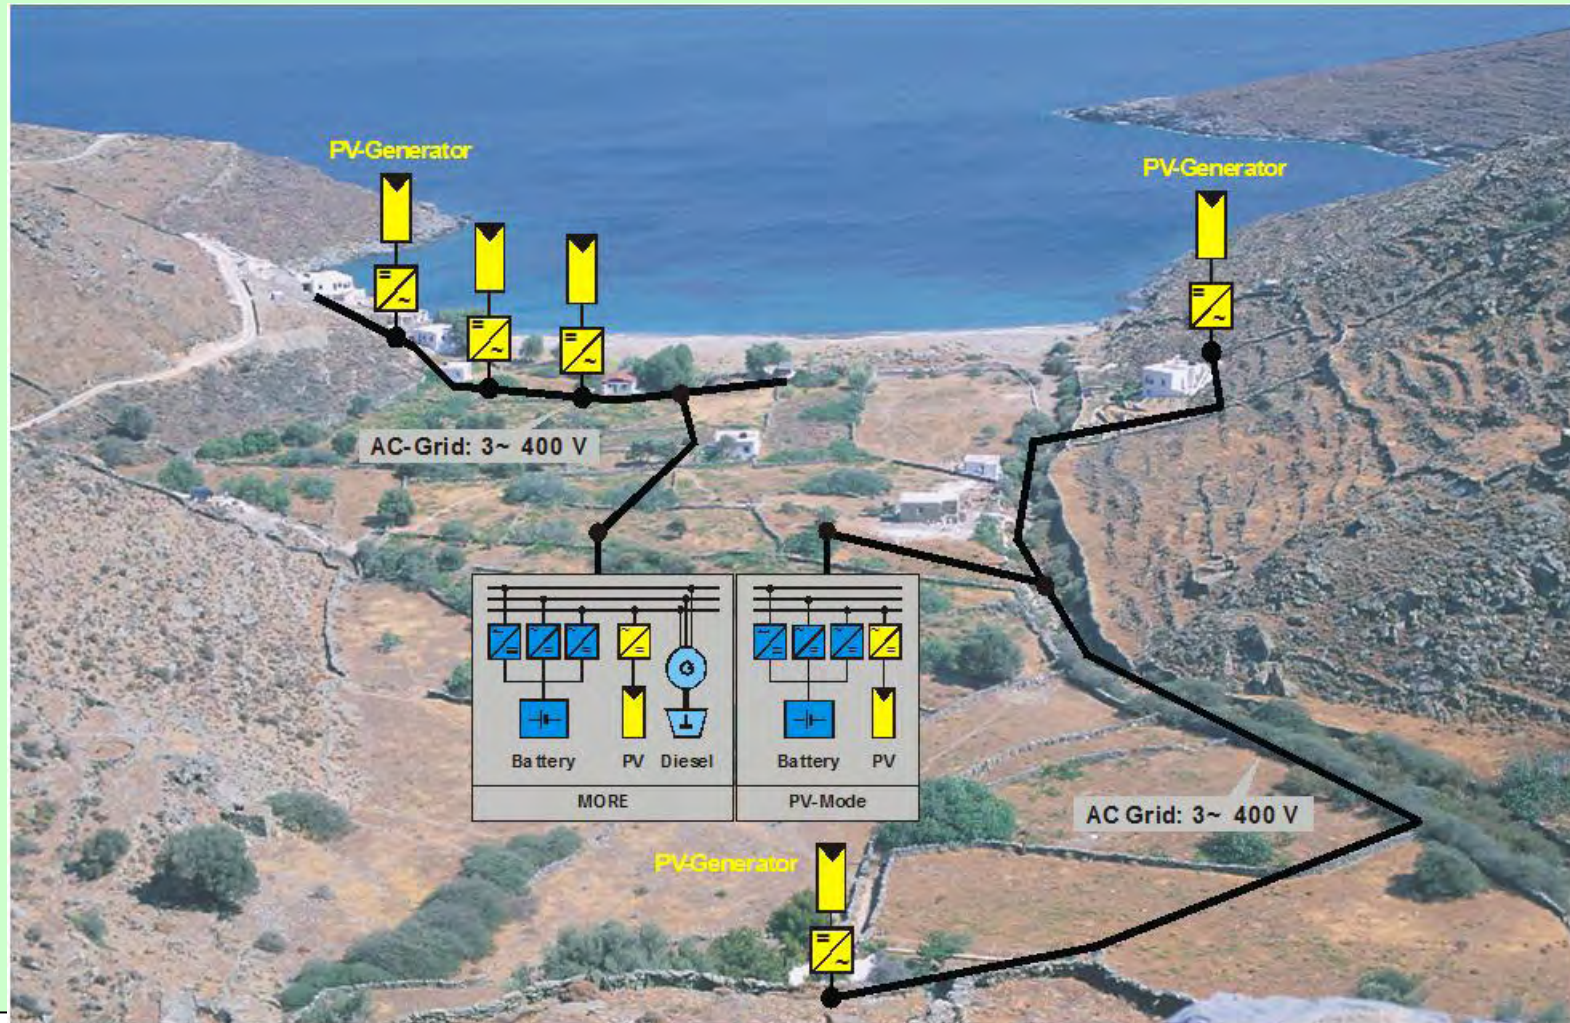 PV-Generator
PV-Generator
AC-Grid: 3~ 400 V
Battery PV Diesel
MORE
Battery PV
PV-Mode
AC Grid: 3~ 400 V
PV-Generator